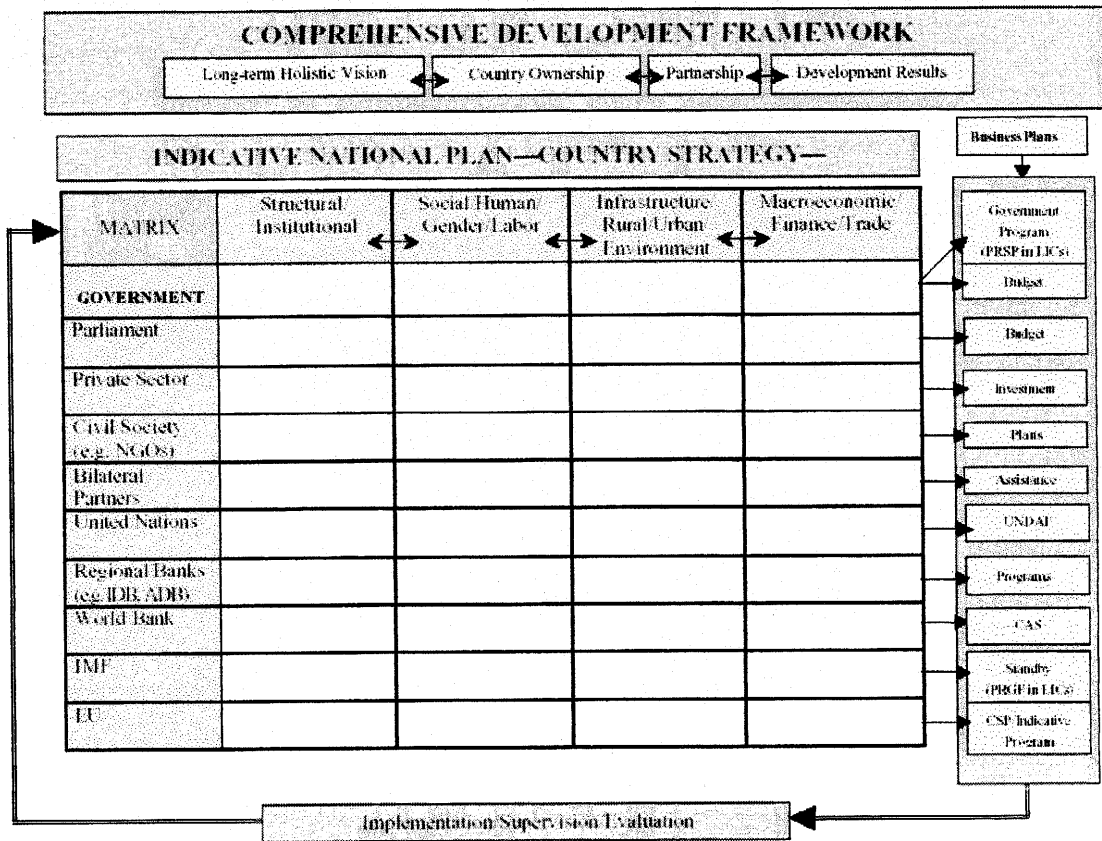 COMPREHENSIVE DEVELOPMENT FRAMEWORK
Long-term Holistic Vision
Country Ownership
Partnership
Development Results
Business Plans
INDICATIVE NATIONAL PLAN—COUNTRY STRATEGY—
MATRIX
Structural
Institutional
Social Human
Gender/Labor
Infrastructure
Rural/Urban
Environment
Macroeconomic
Finance/Trade
Government
Program
(PRSP in LICs)
GOVERNMENT
Budget
Parliament
Budget
Private Sector
Investment
Civil Society
(e.g. NGOs)
Plans
Bilateral
Partners
Assistance
United Nations
UNDAF
Regional Banks
(eg. IDB, ADB)
Programs
World Bank
CAS
IMF
Standby
(PRGF in LICs)
EU
CSP Indicative
Program
Implementation/Supervision Evaluation